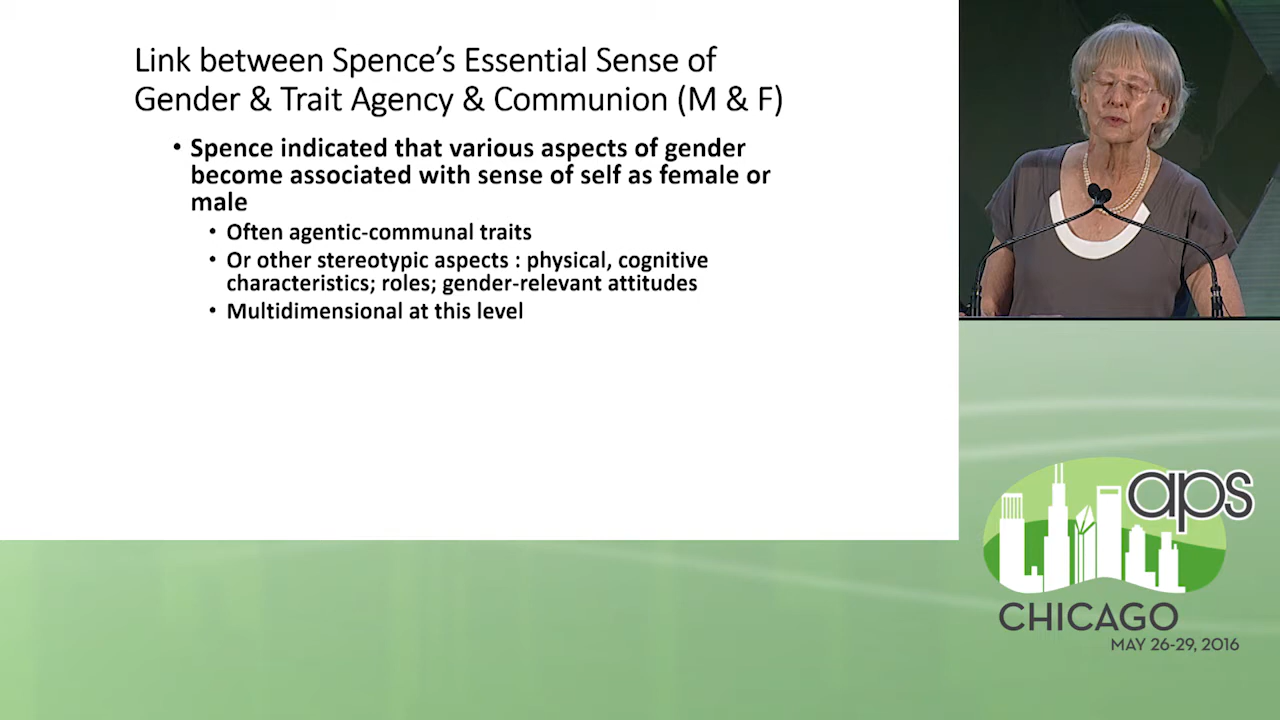 Link between Spence's Essential Sense of
Gender & Trait Agency & Communion (M & F)
• Spence indicated that various aspects of gender
become associated with sense of self as female or
male
• Often agentic-communal traits
• Or other stereotypic aspects : physical, cognitive
characteristics; roles; gender-relevant attitudes
• Multidimensional at this level
aps
CHICAGO
MAY 26-29, 2016